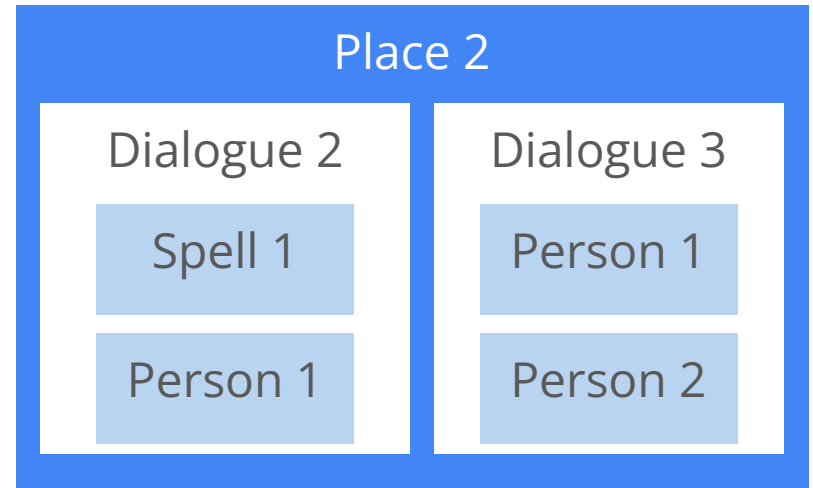 Place 2
Dialogue 2
Spell 1
Person 1
Dialogue 3
Person 1
Person 2